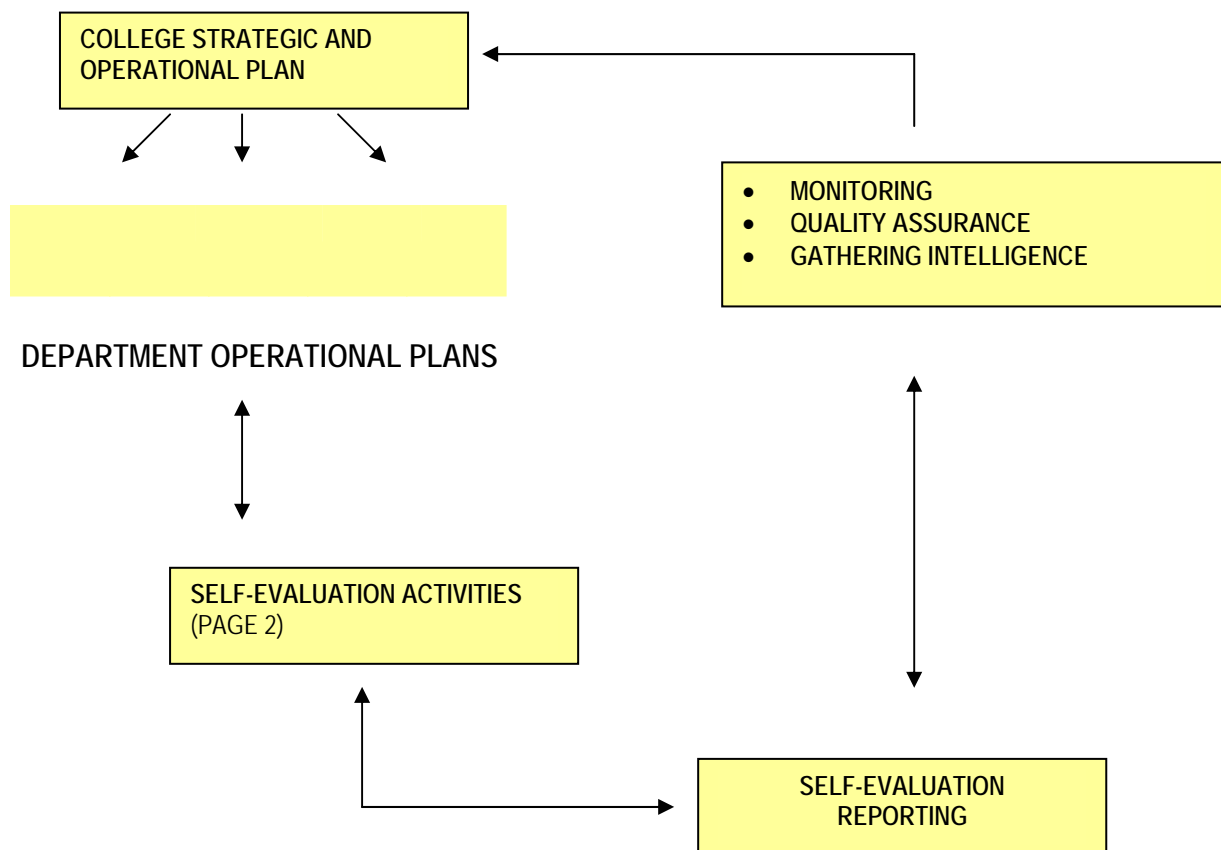 COLLEGE STRATEGIC AND
OPERATIONAL PLAN
• MONITORING
• QUALITY ASSURANCE
• GATHERING INTELLIGENCE
DEPARTMENT OPERATIONAL PLANS
SELF-EVALUATION ACTIVITIES
(PAGE 2)
SELF-EVALUATION
REPORTING